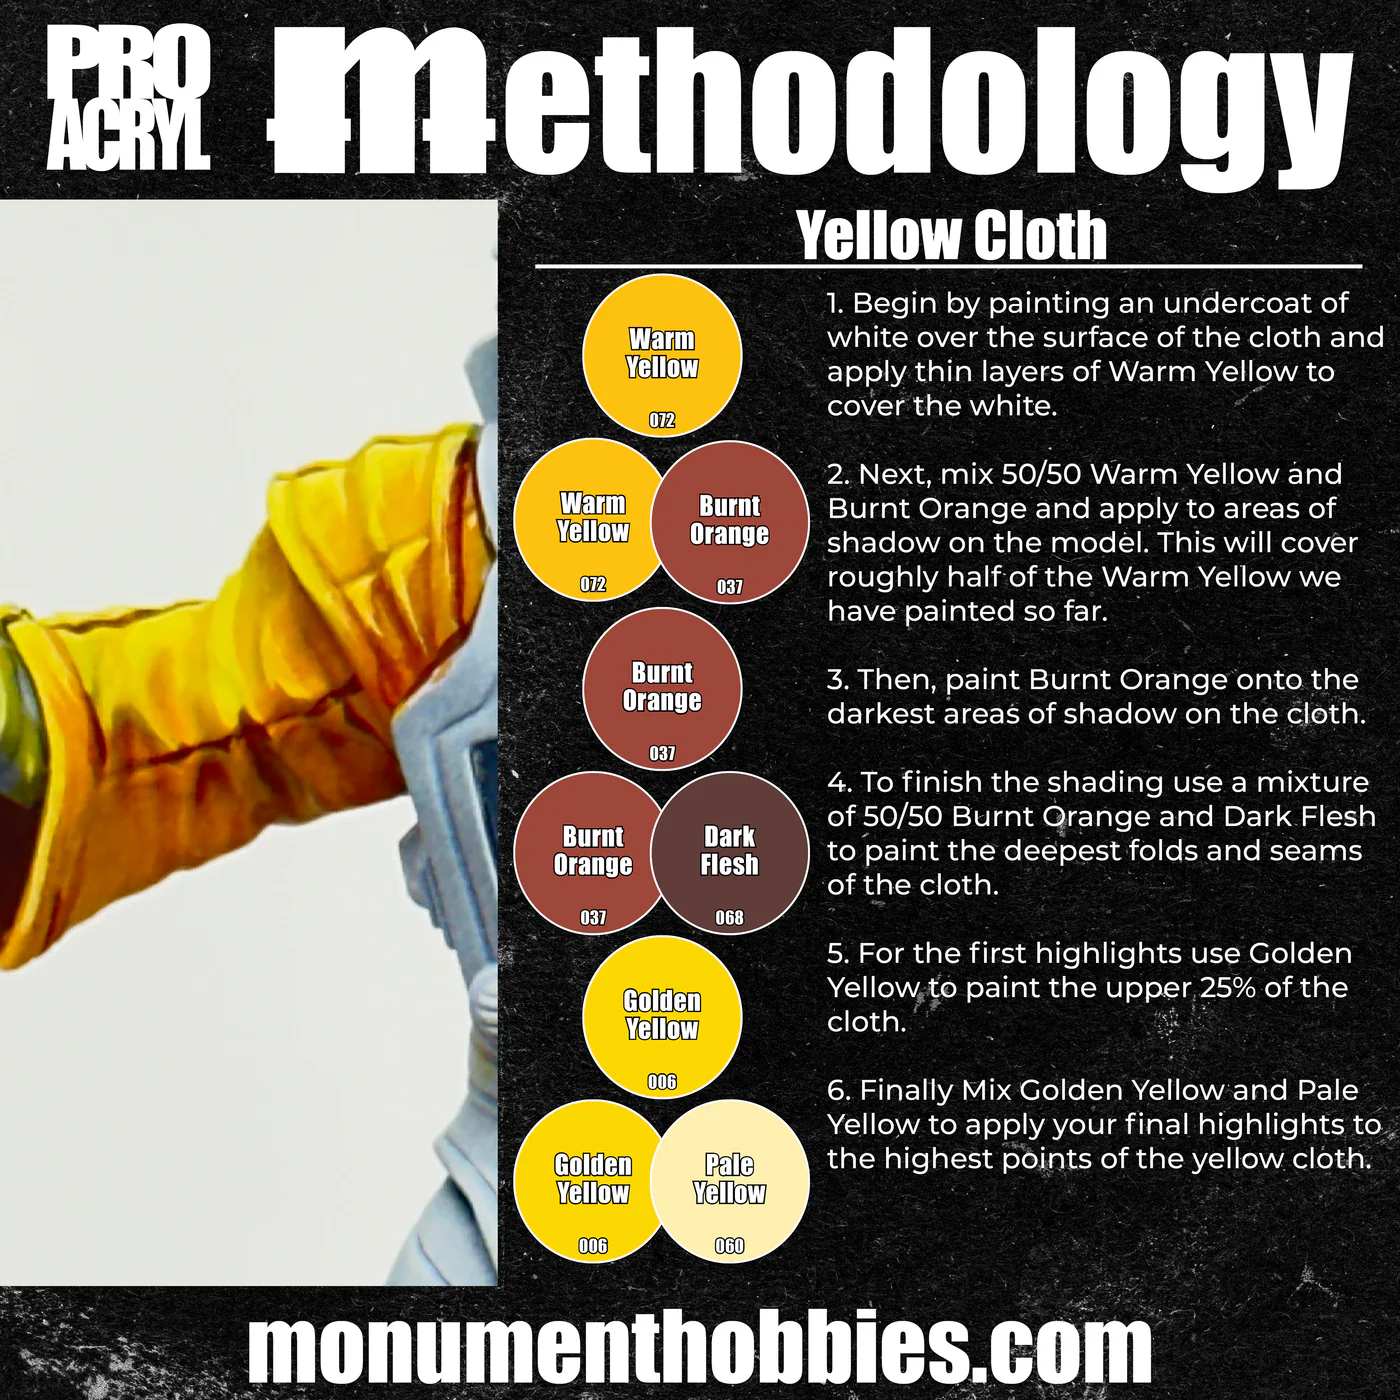 PRO
ACRYL
Methodology
Yellow Cloth
Warm
Yellow
072
Warm
Yellow
072
Burnt
Orange
037
Burnt
Orange
037
Burnt
Orange
037
Dark
Flesh
068
Golden
Yellow
006
Golden
Yellow
006
Pale
Yellow
060
1. Begin by painting an undercoat of
white over the surface of the cloth and
apply thin layers of Warm Yellow to
cover the white.
2. Next, mix 50/50 Warm Yellow and
Burnt Orange and apply to areas of
shadow on the model. This will cover
roughly half of the Warm Yellow we
have painted so far.
3. Then, paint Burnt Orange onto the
darkest areas of shadow on the cloth.
4. To finish the shading use a mixture
of 50/50 Burnt Orange and Dark Flesh
to paint the deepest folds and seams
of the cloth.
5. For the first highlights use Golden
Yellow to paint the upper 25% of the
cloth.
6. Finally Mix Golden Yellow and Pale
Yellow to apply your final highlights to
the highest points of the yellow cloth.
monumenthobbies.com